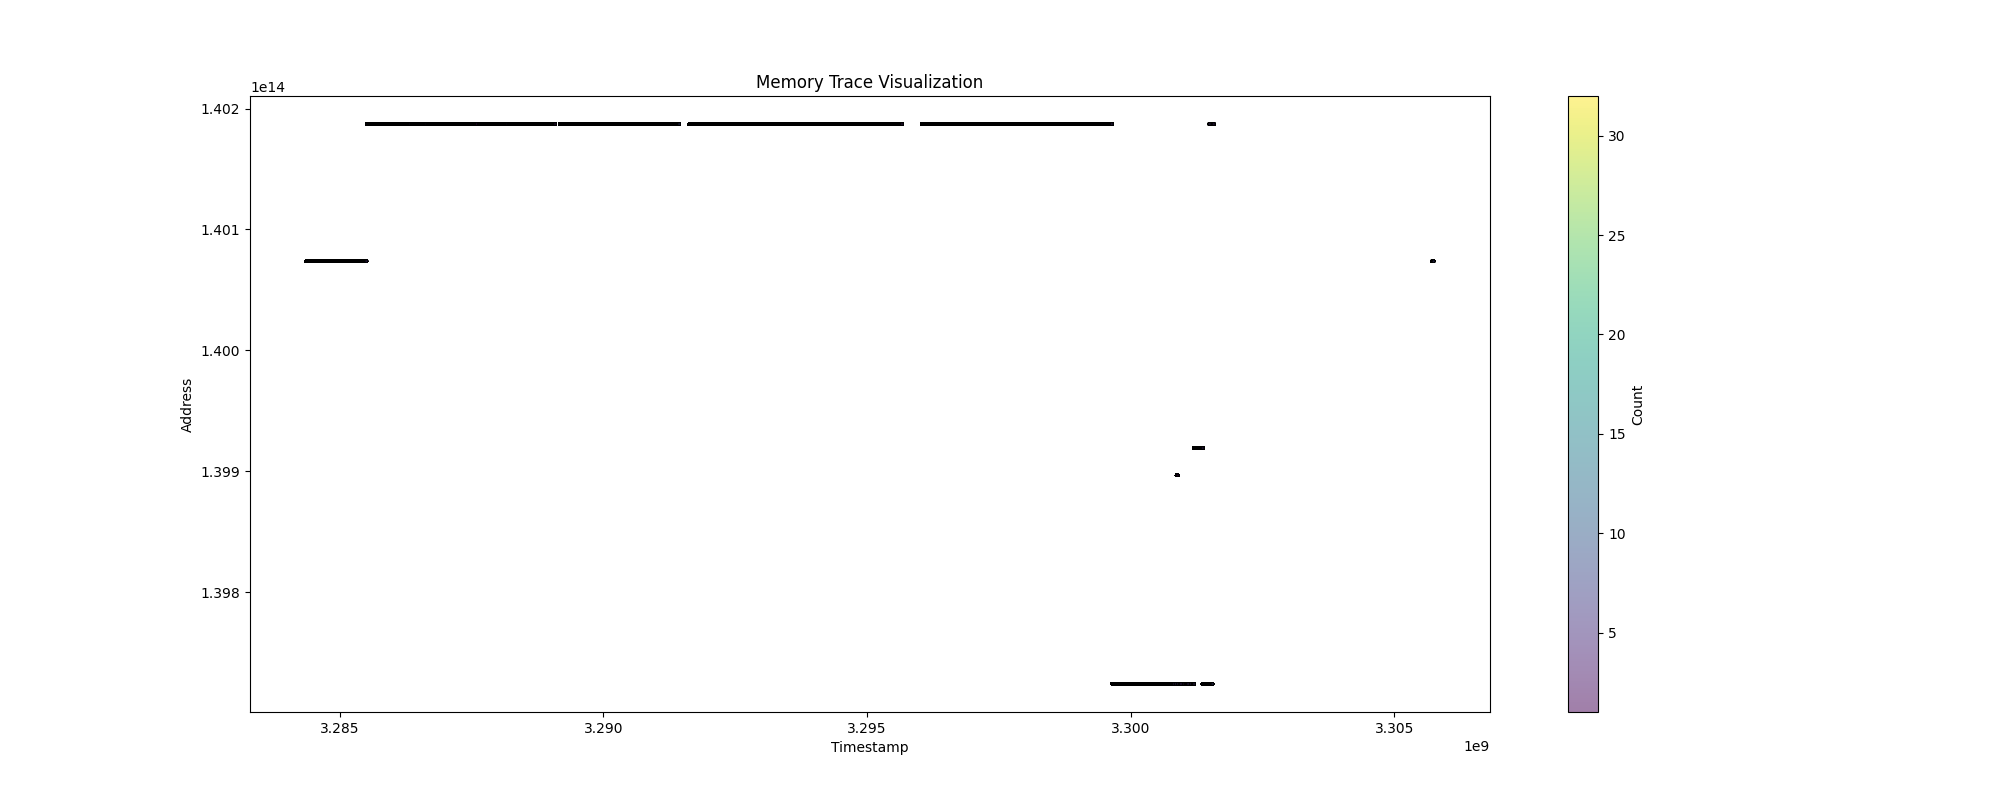 Memory Trace Visualization
1e14
1.402
1.401
1.400
1.399
1.398
Address
3.285 3.290 3.295 3.300 3.305
1e9
Timestamp
30
25
20
15
10
5
Count